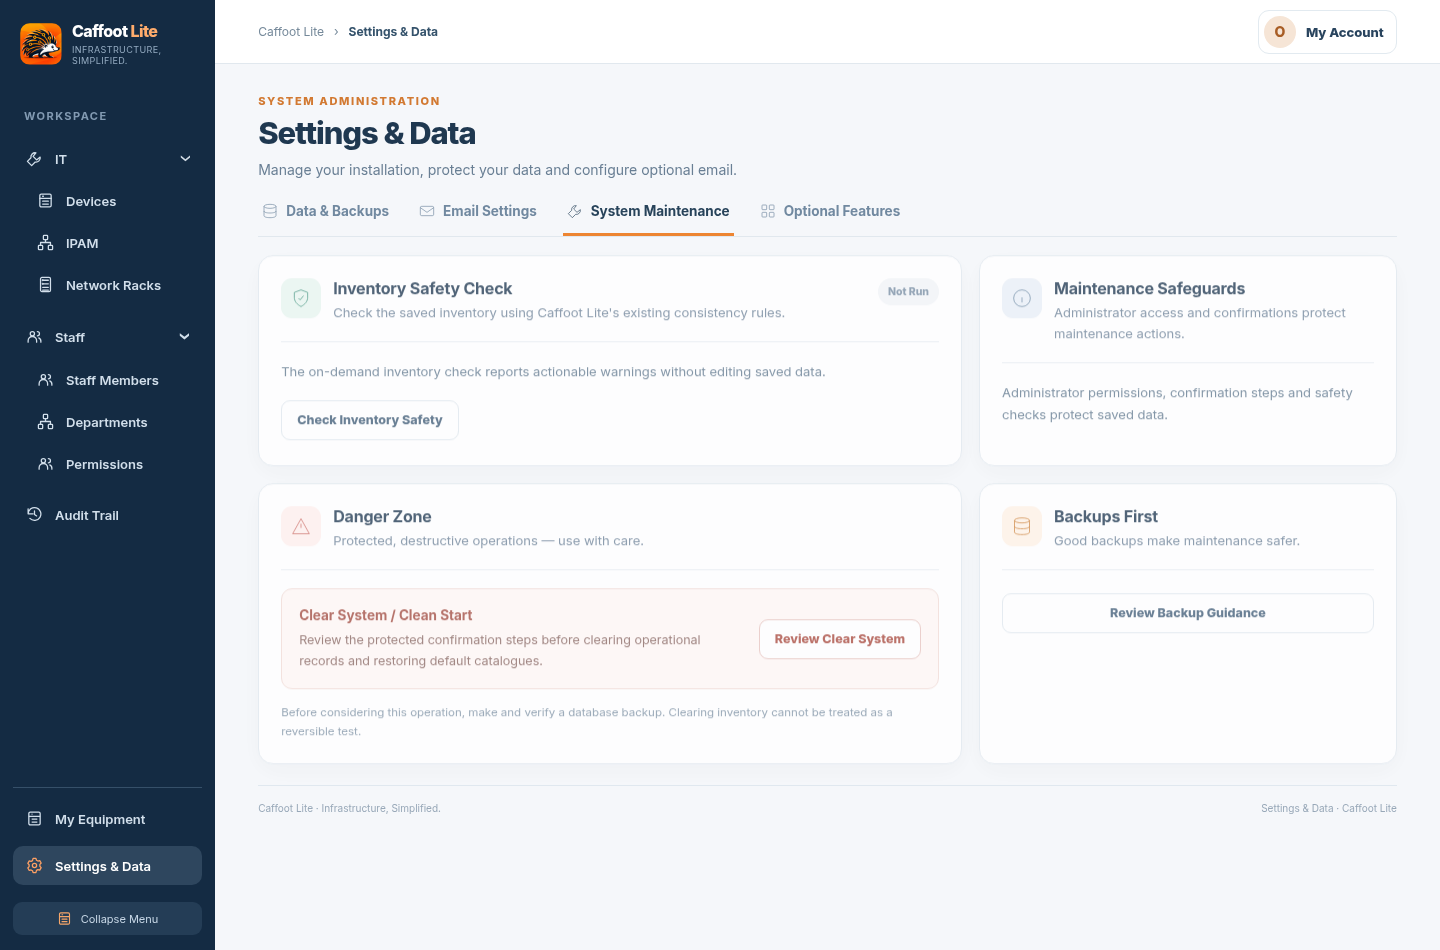 Caffoot Lite
INFRASTRUCTURE,
SIMPLIFIED.
WORKSPACE
IT
Devices
IPAM
Network Racks
Staff
Staff Members
Departments
Permissions
Audit Trail
My Equipment
Settings & Data
Collapse Menu
Caffoot Lite › Settings & Data
O My Account
SYSTEM ADMINISTRATION
Settings & Data
Manage your installation, protect your data and configure optional email.
Data & Backups Email Settings System Maintenance Optional Features
Inventory Safety Check
Not Run
Check the saved inventory using Caffoot Lite's existing consistency rules.
The on-demand inventory check reports actionable warnings without editing saved data.
Check Inventory Safety
Maintenance Safeguards
Administrator access and confirmations protect
maintenance actions.
Administrator permissions, confirmation steps and safety
checks protect saved data.
Danger Zone
Protected, destructive operations — use with care.
Clear System / Clean Start
Review the protected confirmation steps before clearing operational
records and restoring default catalogues.
Review Clear System
Before considering this operation, make and verify a database backup. Clearing inventory cannot be treated as a
reversible test.
Backups First
Good backups make maintenance safer.
Review Backup Guidance
Caffoot Lite · Infrastructure, Simplified.
Settings & Data · Caffoot Lite